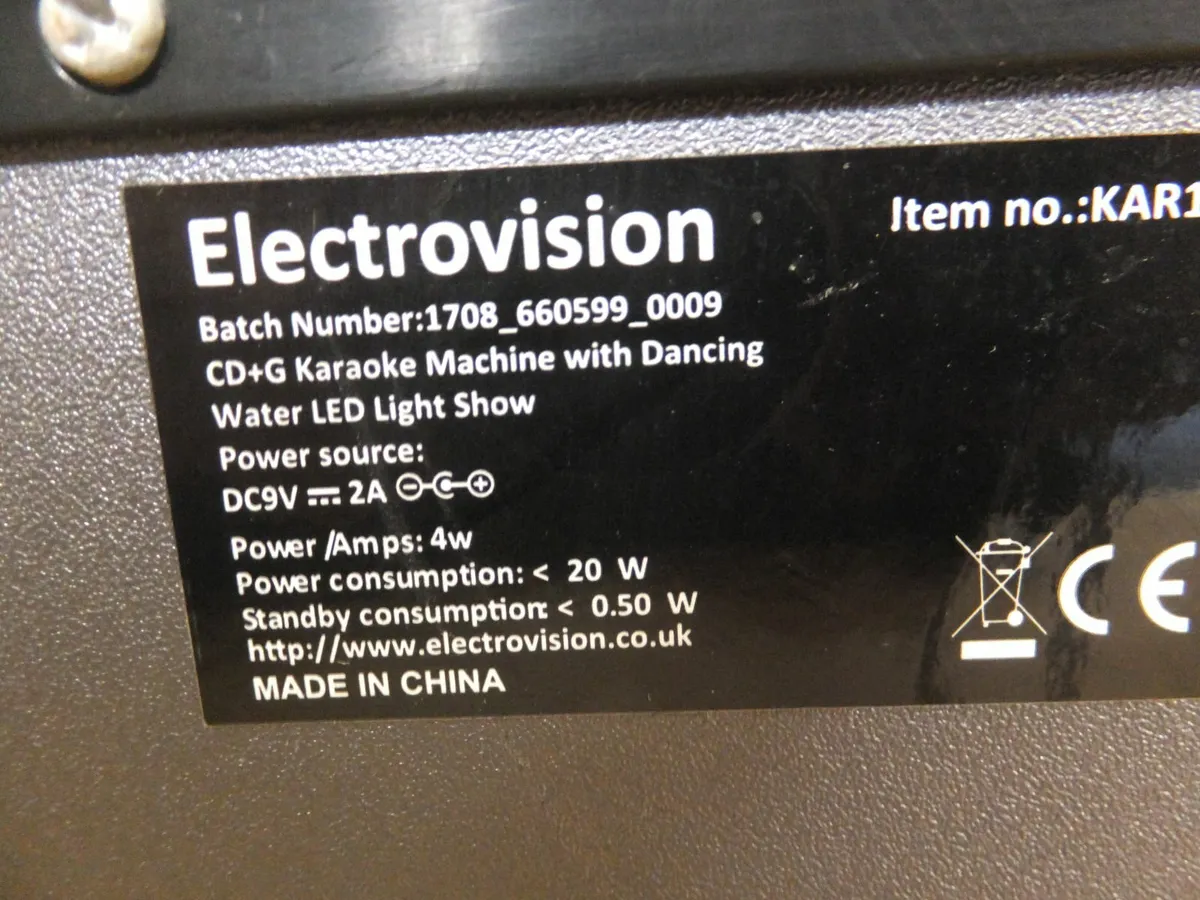 Electrovision
Item no.:KAR1
Batch Number:1708_660599_0009
CD+G Karaoke Machine with Dancing
Water LED Light Show
Power source:
DC9V ⎓ 2A
Power /Amps: 4w
Power consumption: < 20 W
Standby consumption: < 0.50 W
http://www.electrovision.co.uk
MADE IN CHINA
CE